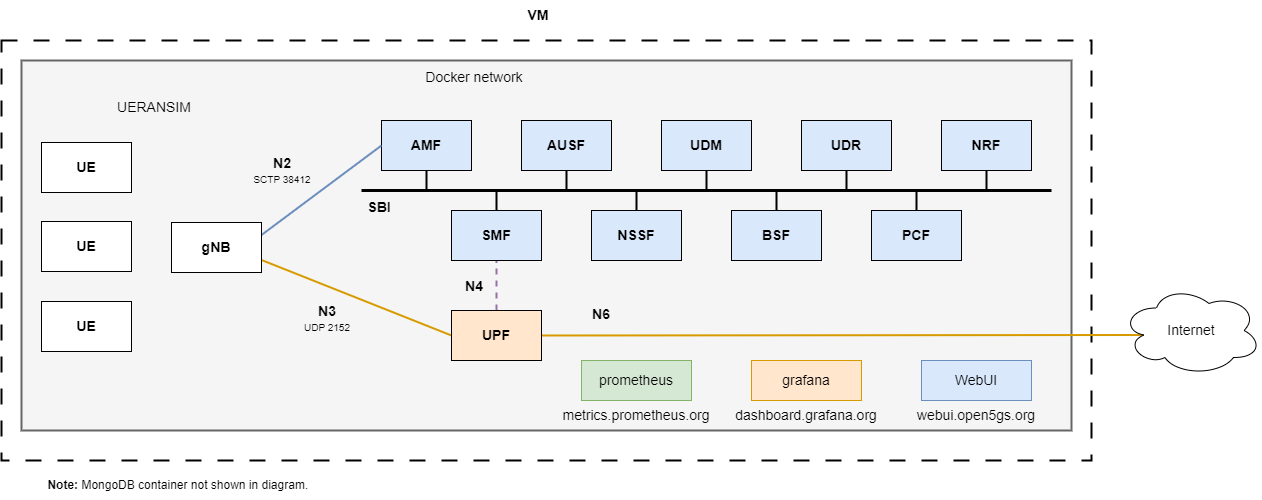 VM
Docker network
UERANSIM
UE
UE
UE
gNB
N2
SCTP 38412
N3
UDP 2152
AMF
AUSF
UDM
UDR
NRF
SBI
SMF
NSSF
BSF
PCF
N4
UPF
N6
Internet
prometheus
metrics.prometheus.org
grafana
dashboard.grafana.org
WebUI
webui.open5gs.org
Note: MongoDB container not shown in diagram.